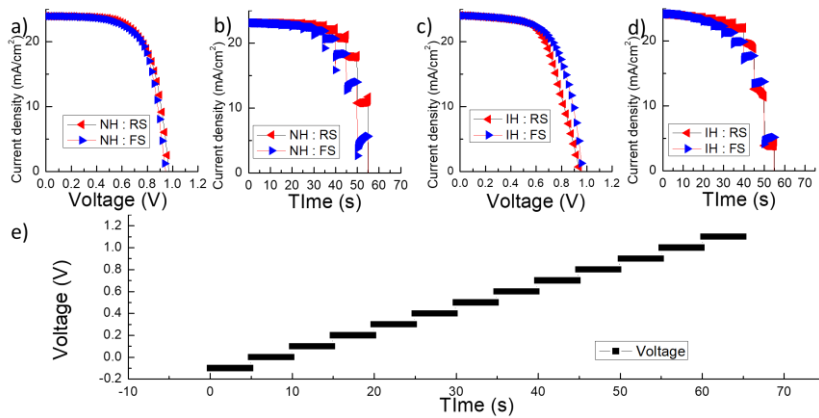 a)
Current density (mA/cm²)
20
10
0
NH : RS
NH : FS
0.0 0.2 0.4 0.6 0.8 1.0 1.2
Voltage (V)
b)
Current density (mA/cm²)
20
10
0
NH : RS
NH : FS
0 10 20 30 40 50 60 70
TIme (s)
c)
Current density (mA/cm²)
20
10
0
IH : RS
IH : FS
0.0 0.2 0.4 0.6 0.8 1.0 1.2
Voltage (V)
d)
Current density (mA/cm²)
20
10
0
IH : RS
IH : FS
0 10 20 30 40 50 60 70
TIme (s)
e)
Voltage (V)
1.2
1.0
0.8
0.6
0.4
0.2
0.0
-0.2
Voltage
-10 0 10 20 30 40 50 60 70
TIme (s)